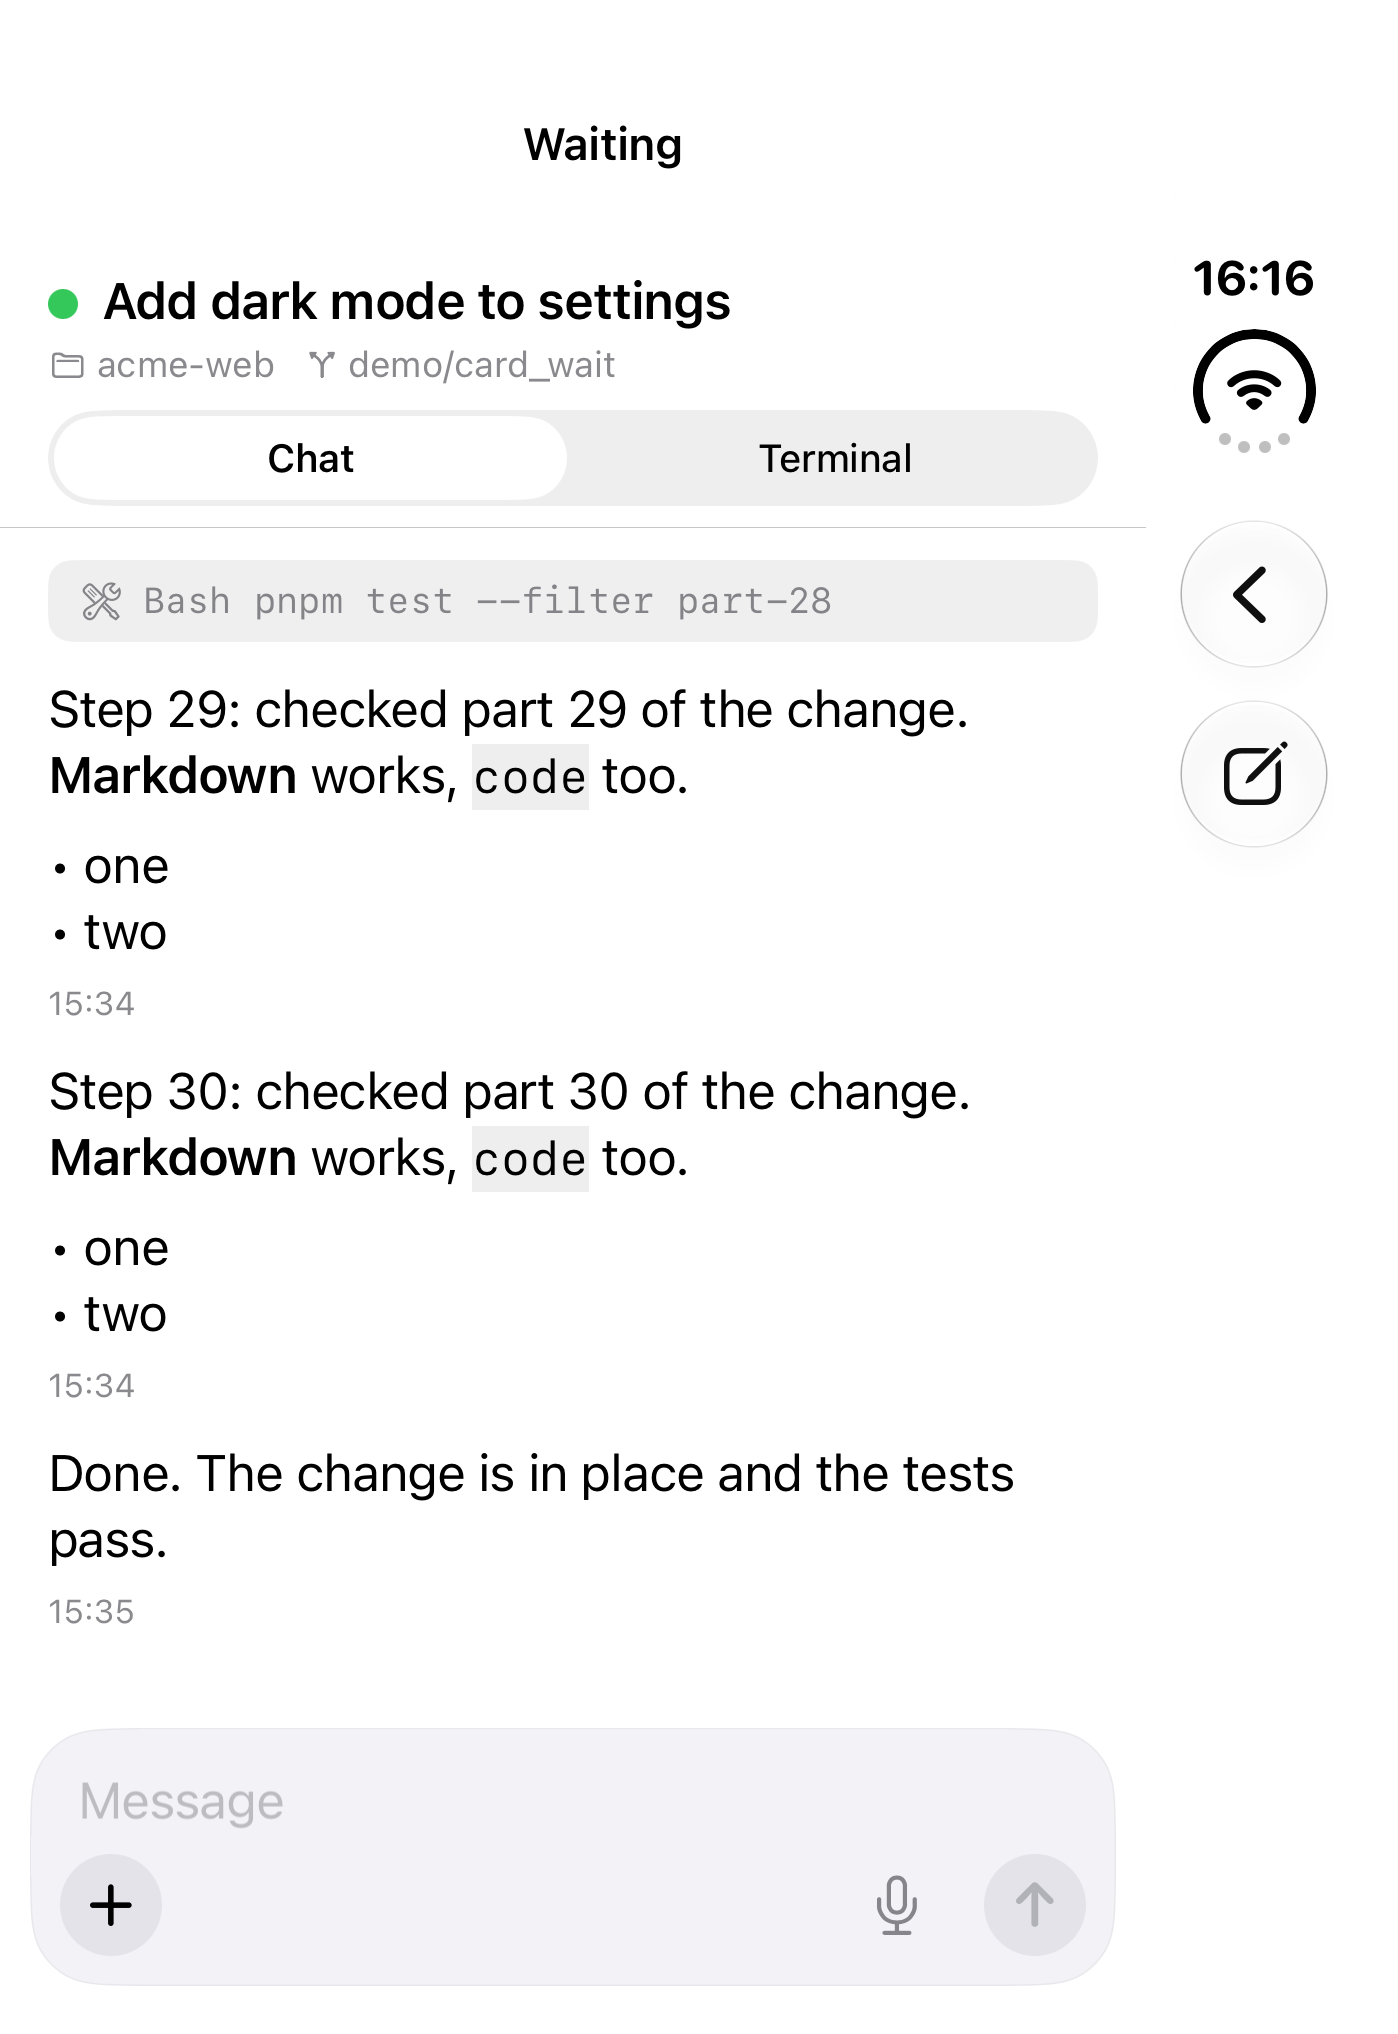 Waiting
16:16
Add dark mode to settings
acme-web demo/card_wait
Chat Terminal
Bash pnpm test --filter part-28
Step 29: checked part 29 of the change.
Markdown works, code too.
• one
• two
15:34
Step 30: checked part 30 of the change.
Markdown works, code too.
• one
• two
15:34
Done. The change is in place and the tests
pass.
15:35
Message